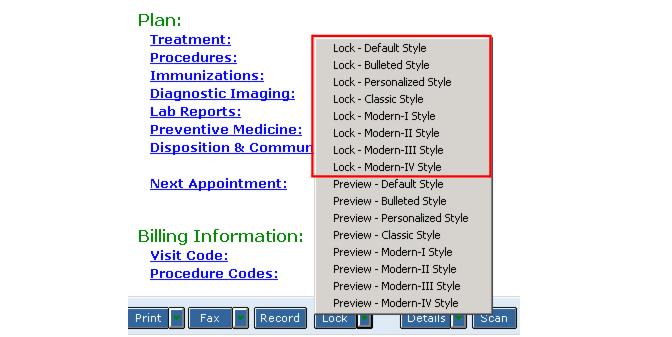 Plan:
Treatment:
Procedures:
Immunizations:
Diagnostic Imaging:
Lab Reports:
Preventive Medicine:
Disposition & Commun
Next Appointment:
Billing Information:
Visit Code:
Procedure Codes:
Lock - Default Style
Lock - Bulleted Style
Lock - Personalized Style
Lock - Classic Style
Lock - Modern-I Style
Lock - Modern-II Style
Lock - Modern-III Style
Lock - Modern-IV Style
Preview - Default Style
Preview - Bulleted Style
Preview - Personalized Style
Preview - Classic Style
Preview - Modern-I Style
Preview - Modern-II Style
Preview - Modern-III Style
Preview - Modern-IV Style
Print Fax Record Lock Details Scan